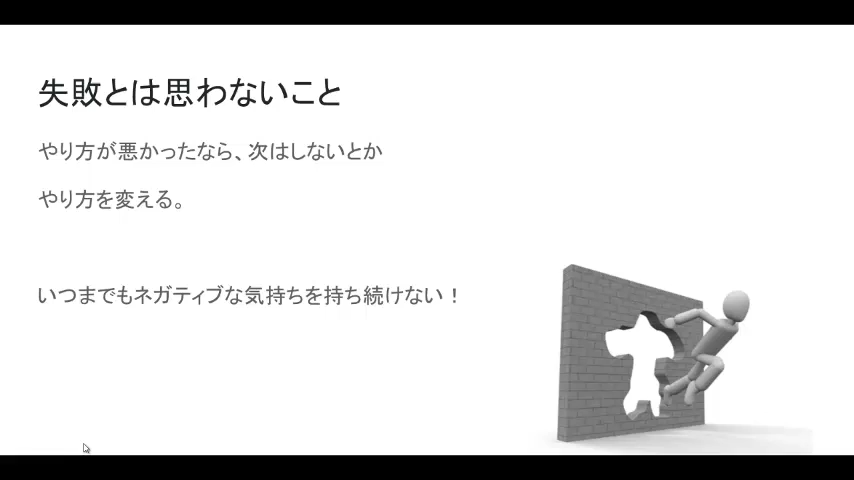 失敗とは思わないこと
やり方が悪かったなら、次はしないとか
やり方を変える。
いつまでもネガティブな気持ちを持ち続けない！